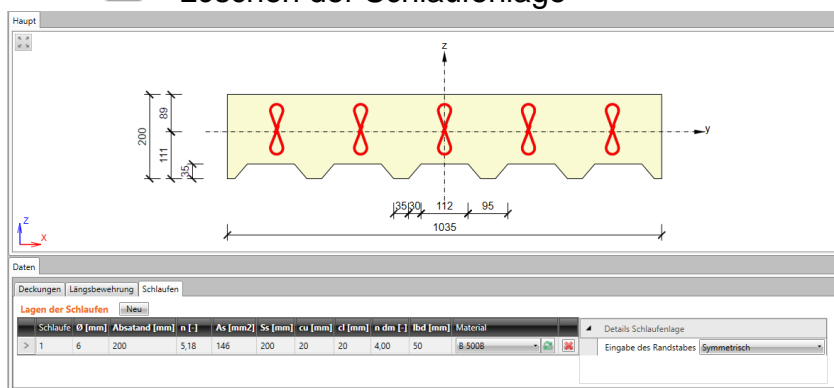 Löschen der Schlaufenlage
Haupt
z
89
200
111
35
y
35 30 112 95
1035
Z
X
Daten
Deckungen Längsbewehrung Schlaufen
Lagen der Schlaufen Neu
Schlaufe Ø [mm] Absatand [mm] n [-] As [mm2] Ss [mm] cu [mm] cl [mm] n dm [-] lbd [mm] Material
> 1 6 200 5,18 146 200 20 20 4,00 50 B 500B
Details Schlaufenlage
Eingabe des Randstabes Symmetrisch